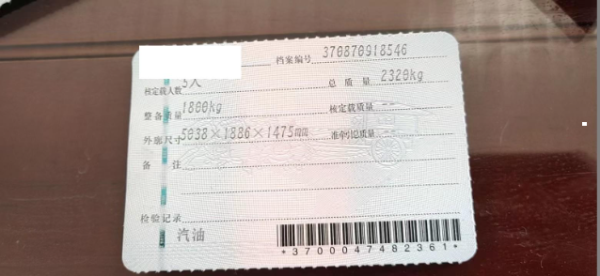 档案编号 370870918546
核定载人数 5人 总质量 2320kg
整备质量 1800kg 核定载质量 --
外廓尺寸 5038×1886×1475mm 准牵引总质量 --
备注
检验记录
汽油
*3700047482361*